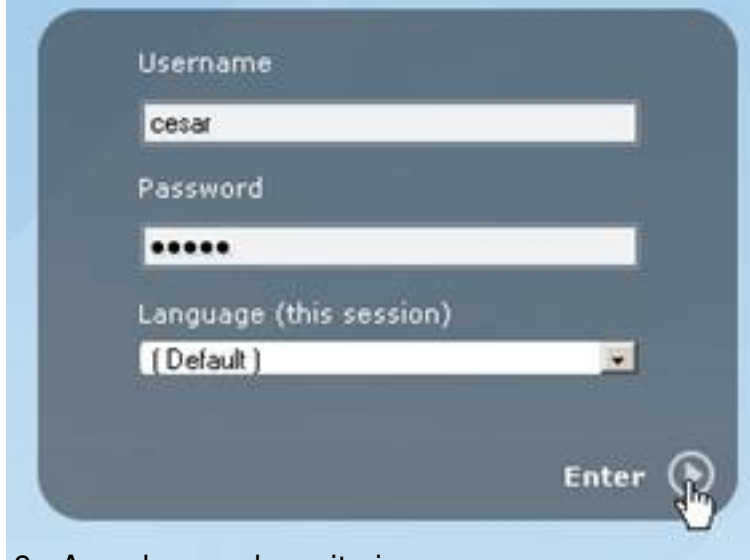 Username
cesar
Password
•••••
Language (this session)
( Default )
Enter